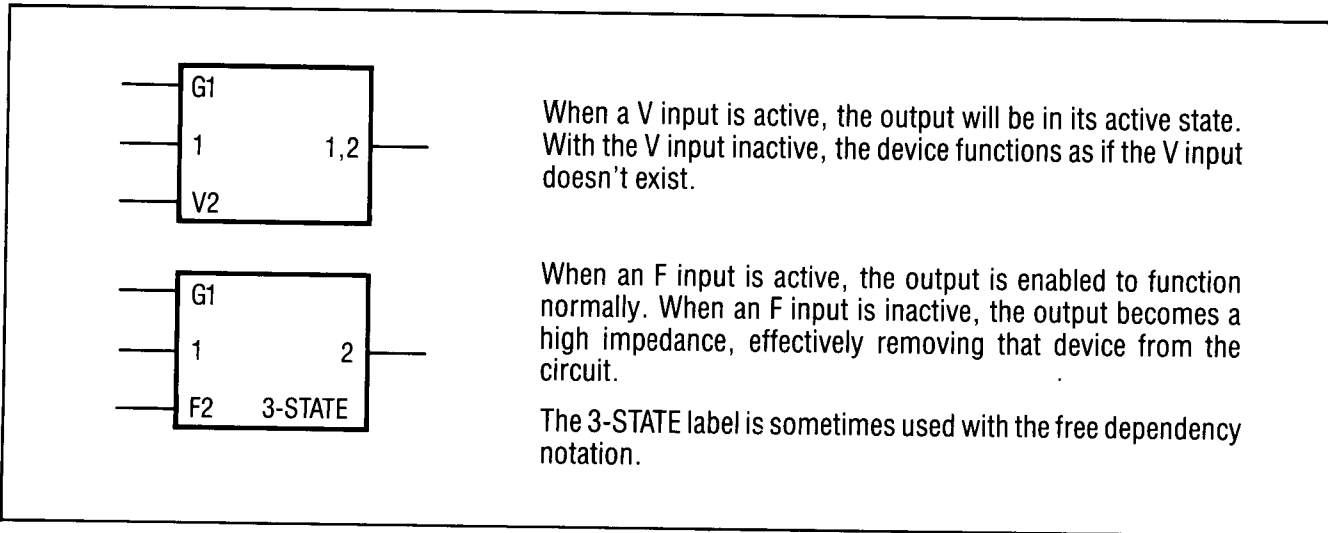 G1
1 1,2
V2
When a V input is active, the output will be in its active state.
With the V input inactive, the device functions as if the V input
doesn't exist.
G1
1 2
F2 3-STATE
When an F input is active, the output is enabled to function
normally. When an F input is inactive, the output becomes a
high impedance, effectively removing that device from the
circuit.
The 3-STATE label is sometimes used with the free dependency
notation.